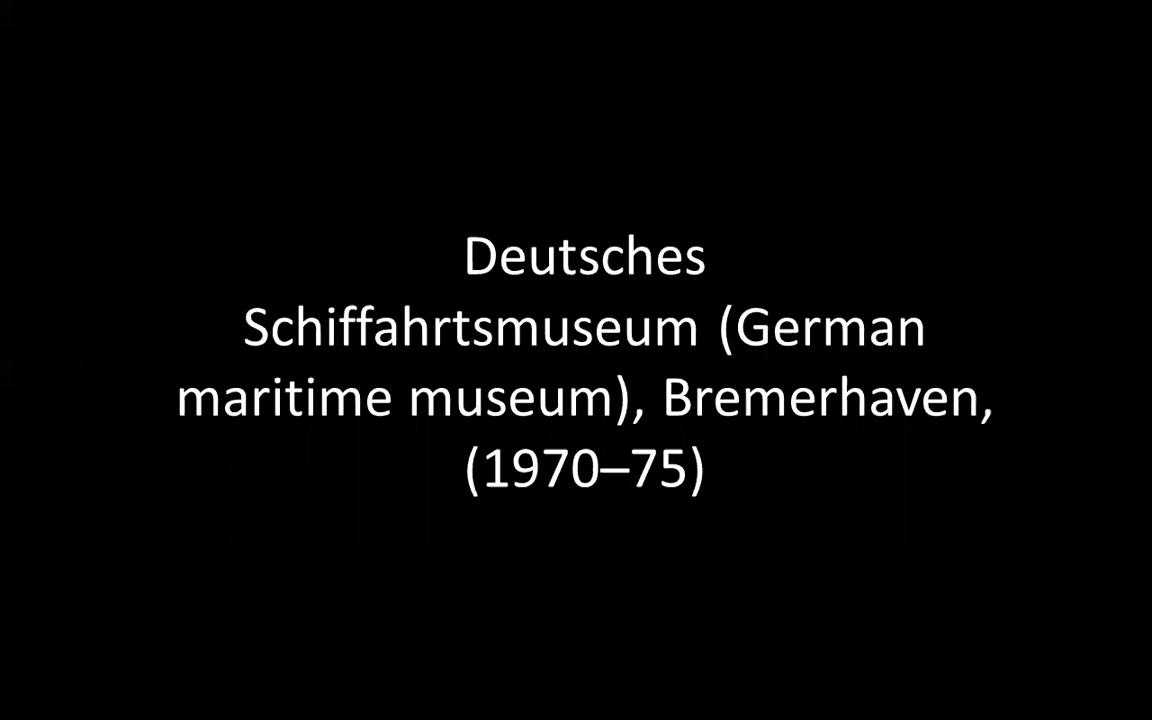 Deutsches
Schiffahrtsmuseum (German
maritime museum), Bremerhaven,
(1970–75)